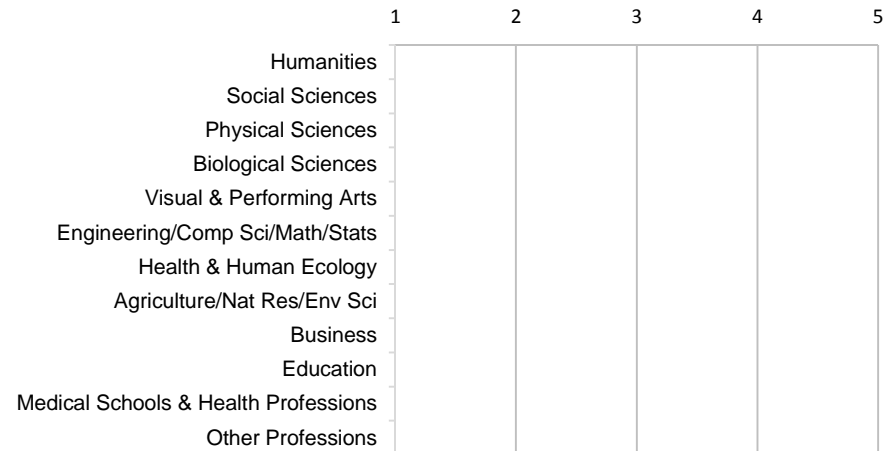 1 2 3 4 5
Humanities
Social Sciences
Physical Sciences
Biological Sciences
Visual & Performing Arts
Engineering/Comp Sci/Math/Stats
Health & Human Ecology
Agriculture/Nat Res/Env Sci
Business
Education
Medical Schools & Health Professions
Other Professions